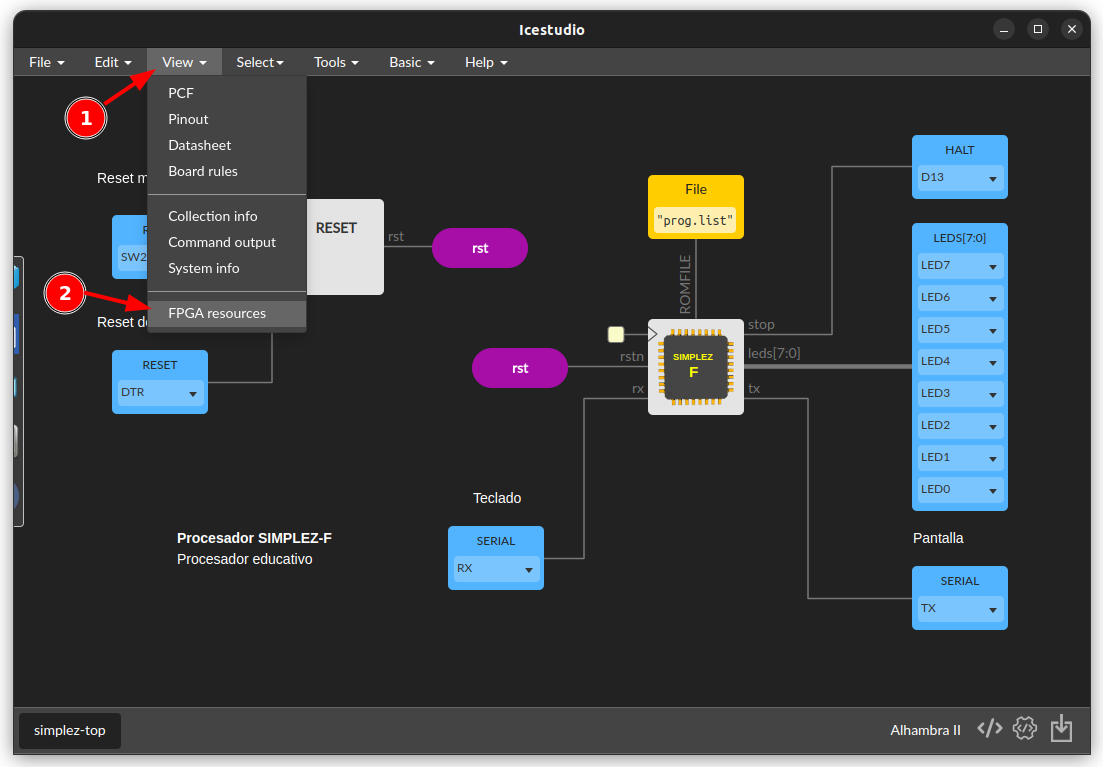 Icestudio
File Edit View Select Tools Basic Help
1
PCF
Pinout
Datasheet
Board rules
Collection info
Command output
System info
2
FPGA resources
Reset
SW2
RESET
rst
rst
Reset
RESET
DTR
File
"prog.list"
ROMFILE
rst
rstn
rx
SIMPLEZ
F
stop
leds[7:0]
tx
HALT
D13
LEDS[7:0]
LED7
LED6
LED5
LED4
LED3
LED2
LED1
LED0
Teclado
SERIAL
RX
Procesador SIMPLEZ-F
Procesador educativo
Pantalla
SERIAL
TX
simplez-top
Alhambra II